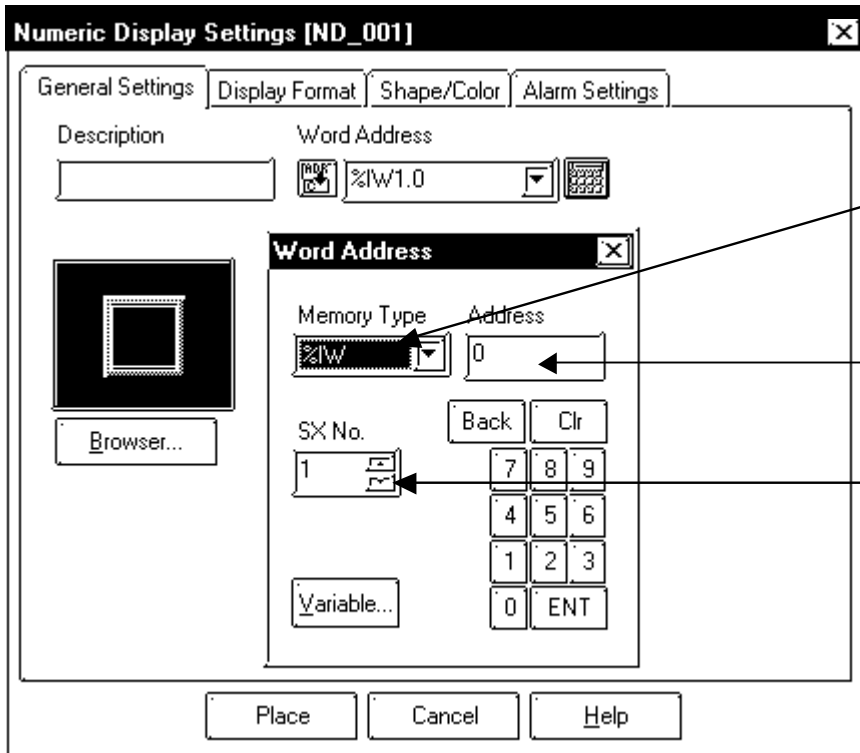 Numeric Display Settings [ND_001]
General Settings Display Format Shape/Color Alarm Settings
Description Word Address
%IW1.0
Word Address
Memory Type Address
%IW 0
Back Clr
SX No.
1 7 8 9
4 5 6
1 2 3
Variable... 0 ENT
Browser...
Place Cancel Help